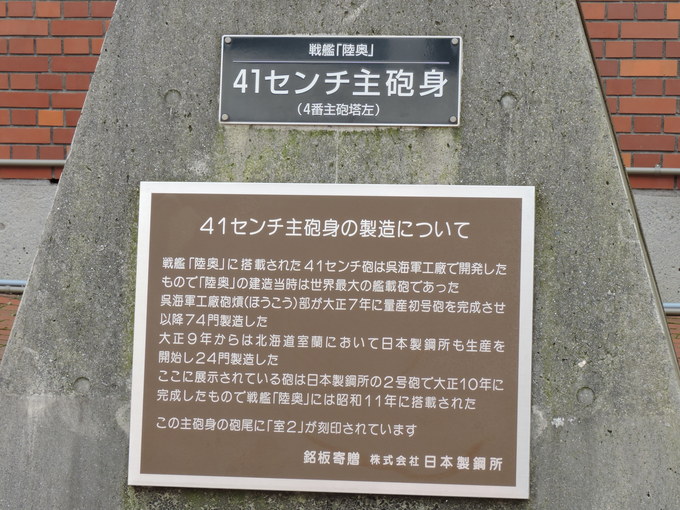 戦艦「陸奥」
41センチ主砲身
（4番主砲塔左）
41センチ主砲身の製造について
戦艦「陸奥」に搭載された41センチ砲は呉海軍工廠で開発した
もので「陸奥」の建造当時は世界最大の艦載砲であった
呉海軍工廠砲熕(ほうこう)部が大正7年に量産初号砲を完成させ
以降74門製造した
大正9年からは北海道室蘭において日本製鋼所も生産を
開始し24門製造した
ここに展示されている砲は日本製鋼所の2号砲で大正10年に
完成したもので戦艦「陸奥」には昭和11年に搭載された
この主砲身の砲尾に「室2」が刻印されています
銘板寄贈 株式会社 日本製鋼所